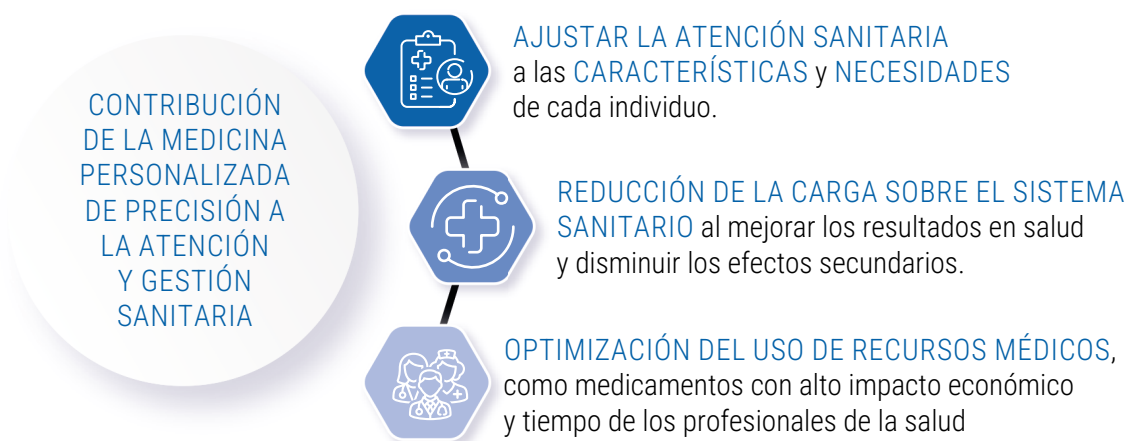 CONTRIBUCIÓN
DE LA MEDICINA
PERSONALIZADA
DE PRECISIÓN A
LA ATENCIÓN
Y GESTIÓN
SANITARIA
AJUSTAR LA ATENCIÓN SANITARIA
a las CARACTERÍSTICAS y NECESIDADES
de cada individuo.
REDUCCIÓN DE LA CARGA SOBRE EL SISTEMA
SANITARIO al mejorar los resultados en salud
y disminuir los efectos secundarios.
OPTIMIZACIÓN DEL USO DE RECURSOS MÉDICOS,
como medicamentos con alto impacto económico
y tiempo de los profesionales de la salud